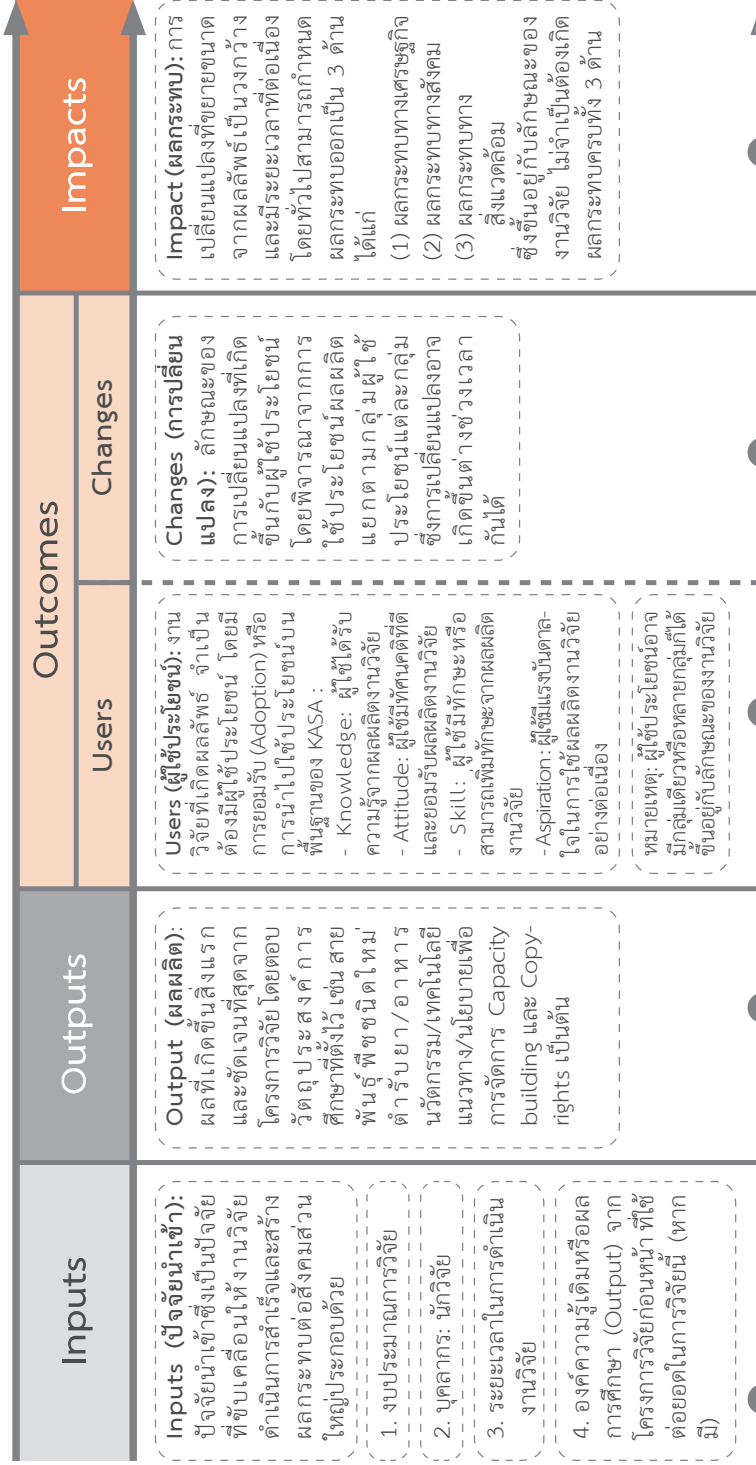 Inputs
Outputs
Outcomes
Users
Changes
Impacts
Inputs (ปัจจัยนำเข้า):
ปัจจัยนำเข้าซึ่งเป็นปัจจัย
ที่ขับเคลื่อนให้งานวิจัย
ดำเนินการสำเร็จและสร้าง
ผลกระทบต่อสังคมส่วน
ใหญ่ประกอบด้วย
1. งบประมาณการวิจัย
2. บุคลากร: นักวิจัย
3. ระยะเวลาในการดำเนิน
งานวิจัย
4. องค์ความรู้เดิมหรือผล
การศึกษา (Output) จาก
โครงการวิจัยก่อนหน้า ที่ใช้
ต่อยอดในการวิจัยนี้ (หาก
มี)
Output (ผลผลิต):
ผลที่เกิดขึ้นสิ่งแรก
และชัดเจนที่สุดจาก
โครงการวิจัยโดยตอบ
วัตถุประสงค์การ
ศึกษาที่ตั้งไว้ เช่น สาย
พันธุ์พืชชนิดใหม่
ตำรับยา/อาหาร
นวัตกรรม/เทคโนโลยี
แนวทาง/นโยบายเพื่อ
การจัดการ Capacity
building และ Copy-
rights เป็นต้น
Users (ผู้ใช้ประโยชน์): งาน
วิจัยที่เกิดผลลัพธ์ จำเป็น
ต้องมีผู้ใช้ประโยชน์ โดยมี
การยอมรับ (Adoption) หรือ
การนำไปใช้ประโยชน์บน
พื้นฐานของ KASA :
- Knowledge: ผู้ใช้ได้รับ
ความรู้จากผลผลิตงานวิจัย
- Attitude: ผู้ใช้มีทัศนคติที่ดี
และยอมรับผลผลิตงานวิจัย
- Skill: ผู้ใช้มีทักษะหรือ
สามารถเพิ่มทักษะจากผลผลิต
งานวิจัย
- Aspiration : ผู้ใช้มีแรงบันดาล-
ใจในการใช้ผลผลิตงานวิจัย
อย่างต่อเนื่อง
หมายเหตุ: ผู้ใช้ประโยชน์อาจ
มีกลุ่มเดียวหรือหลายกลุ่มก็ได้
ขึ้นอยู่กับลักษณะของงานวิจัย
Changes (การเปลี่ยน
แปลง): ลักษณะของ
การเปลี่ยนแปลงที่เกิด
ขึ้นกับผู้ใช้ประโยชน์
โดยพิจารณาจากการ
ใช้ประโยชน์ผลผลิต
แยกตามกลุ่มผู้ใช้
ประโยชน์แต่ละกลุ่ม
ซึ่งการเปลี่ยนแปลงอาจ
เกิดขึ้นต่างช่วงเวลา
กันได้
Impact (ผลกระทบ): การ
เปลี่ยนแปลงที่ขยายขนาด
จากผลลัพธ์เป็นวงกว้าง
และมีระยะเวลาที่ต่อเนื่อง
โดยทั่วไปสามารถกำหนด
ผลกระทบออกเป็น 3 ด้าน
ได้แก่
(1) ผลกระทบทางเศรษฐกิจ
(2) ผลกระทบทางสังคม
(3) ผลกระทบทาง
สิ่งแวดล้อม
ซึ่งขึ้นอยู่กับลักษณะของ
งานวิจัย ไม่จำเป็นต้องเกิด
ผลกระทบครบทั้ง 3 ด้าน